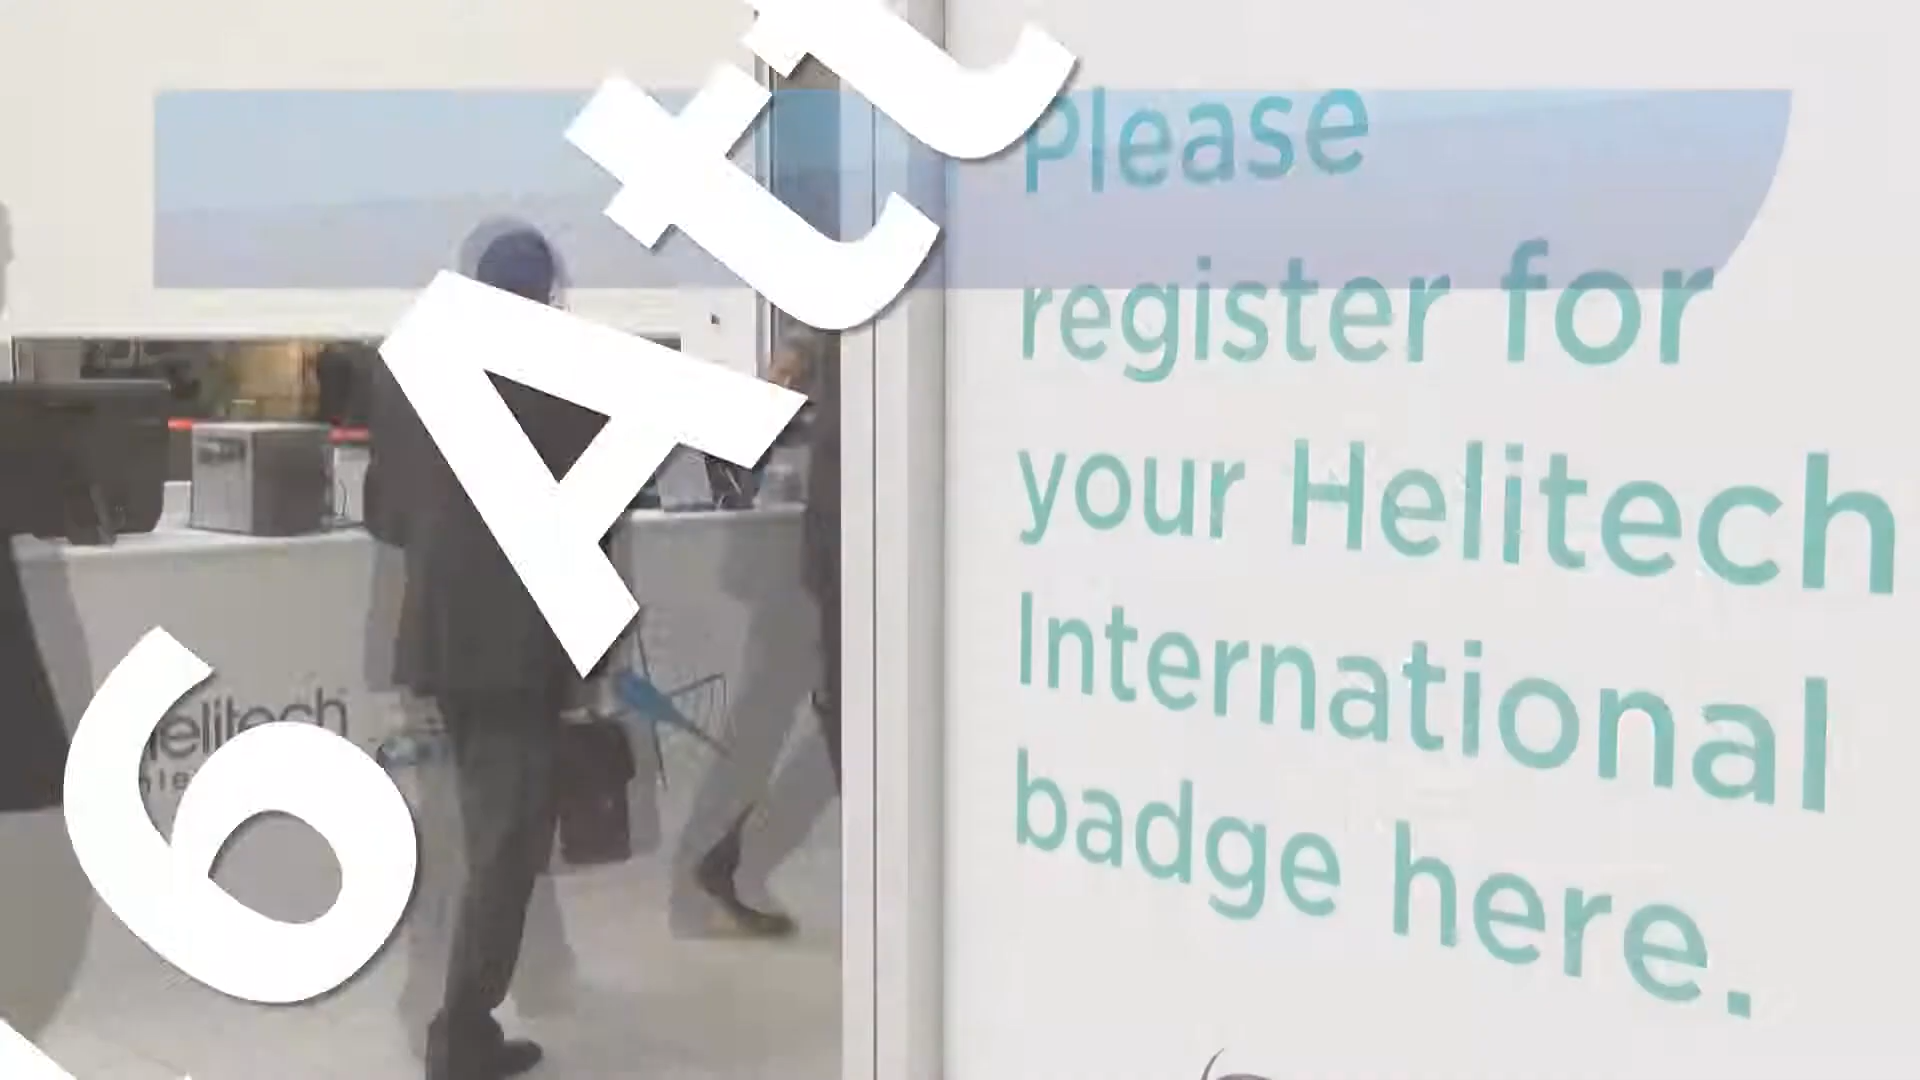 6 Att
Please
register for
your Helitech
International
badge here.
helitech